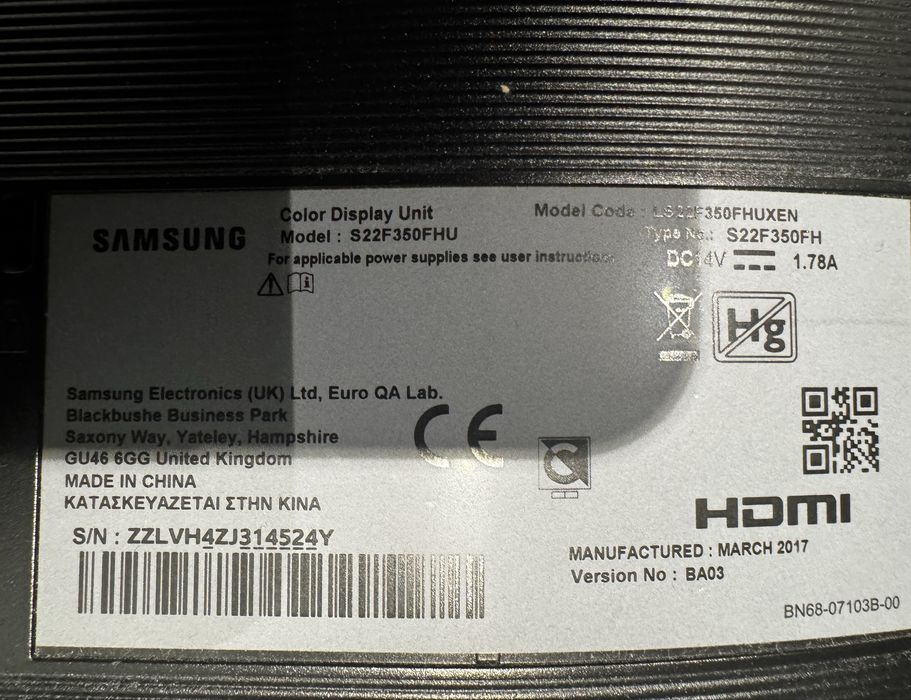 SAMSUNG
Color Display Unit
Model : S22F350FHU
For applicable power supplies see user instructions.
Model Code : LS22F350FHUXEN
Type No.: S22F350FH
DC14V 1.78A
Hg
Samsung Electronics (UK) Ltd, Euro QA Lab.
Blackbushe Business Park
Saxony Way, Yateley, Hampshire
GU46 6GG United Kingdom
MADE IN CHINA
ΚΑΤΑΣΚΕΥΑΖΕΤΑΙ ΣΤΗΝ ΚΙΝΑ
CE
S/N : ZZLVH4ZJ314524Y
HDMI
MANUFACTURED : MARCH 2017
Version No : BA03
BN68-07103B-00